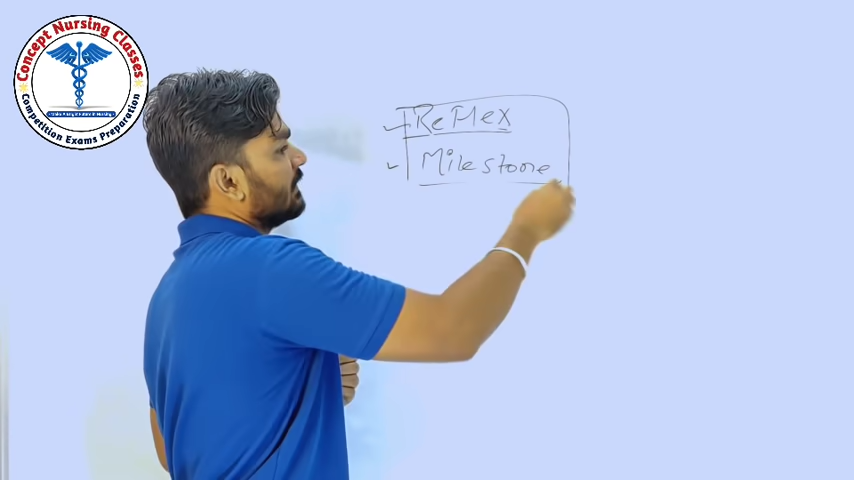 Concept Nursing Classes
Competition Exams Preparation
Reflex
Milestone